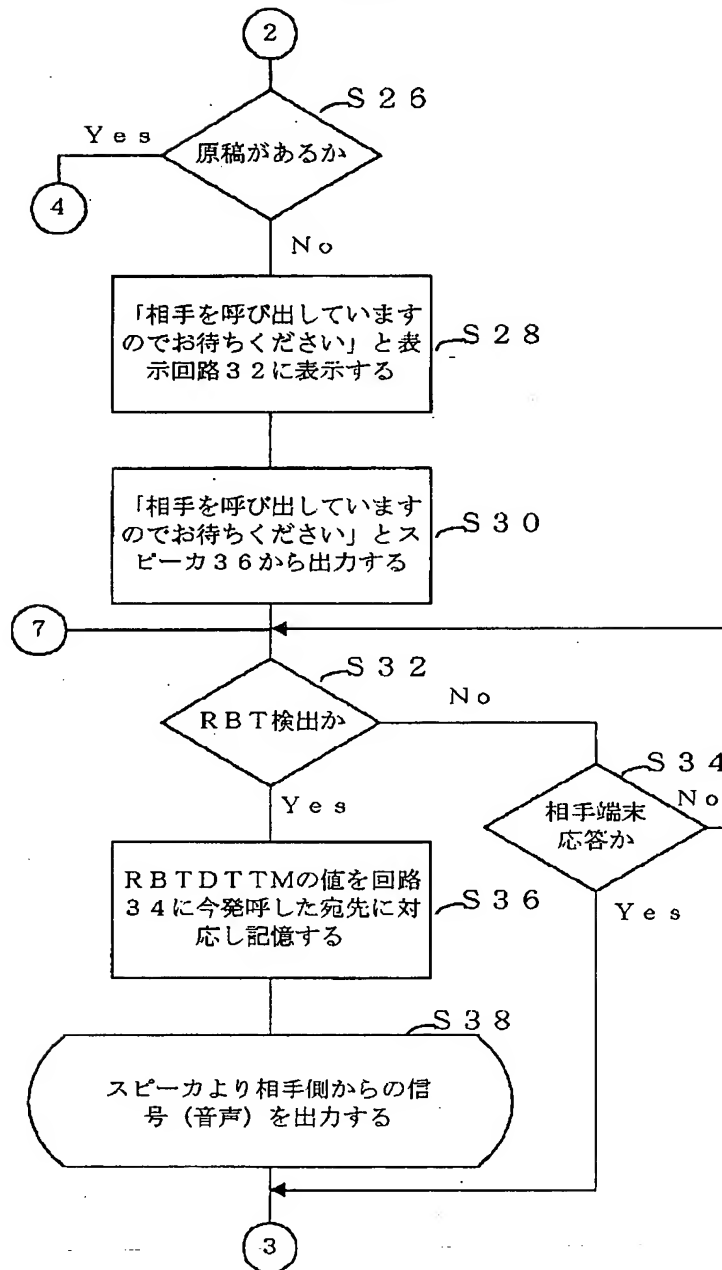 2
S26
Yes
原稿があるか
4
No
「相手を呼び出しています
のでお待ちください」と表
示回路32に表示する
S28
「相手を呼び出しています
のでお待ちください」とス
ピーカ36から出力する
S30
7
S32
No
RBT検出か
S34
No
相手端末
応答か
Yes
RBTDTTMの値を回路
34に今発呼した宛先に対
応し記憶する
S36
Yes
S38
スピーカより相手側からの信
号(音声)を出力する
3